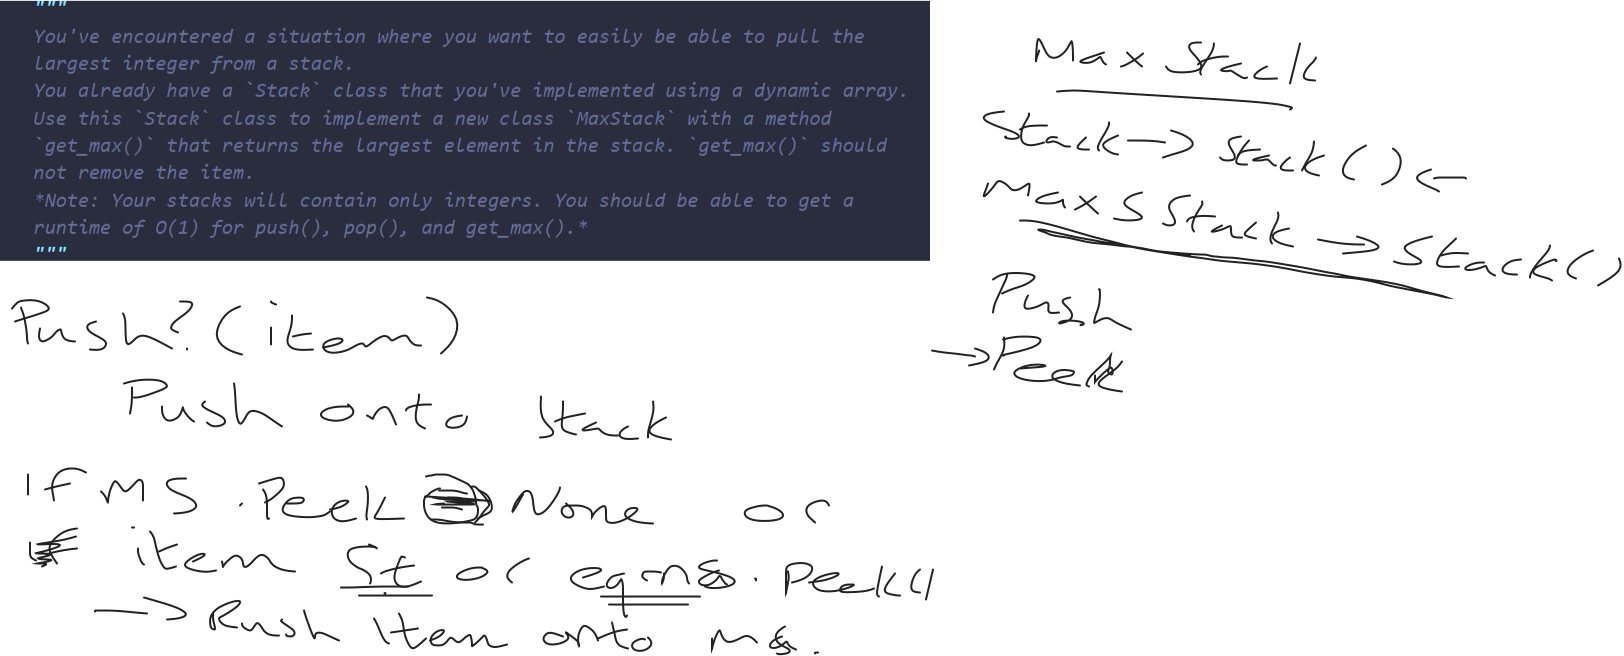 """
You've encountered a situation where you want to easily be able to pull the
largest integer from a stack.
You already have a `Stack` class that you've implemented using a dynamic array.
Use this `Stack` class to implement a new class `MaxStack` with a method
`get_max()` that returns the largest element in the stack. `get_max()` should
not remove the item.
*Note: Your stacks will contain only integers. You should be able to get a
runtime of O(1) for push(), pop(), and get_max().*
"""
Max Stack
Stack → Stack() ←
maxS Stack → Stack()
Push
→ Peek
Push? (item)
Push onto Stack
If MS .Peek = None or
item or Peek()
→ Push Item onto ms.